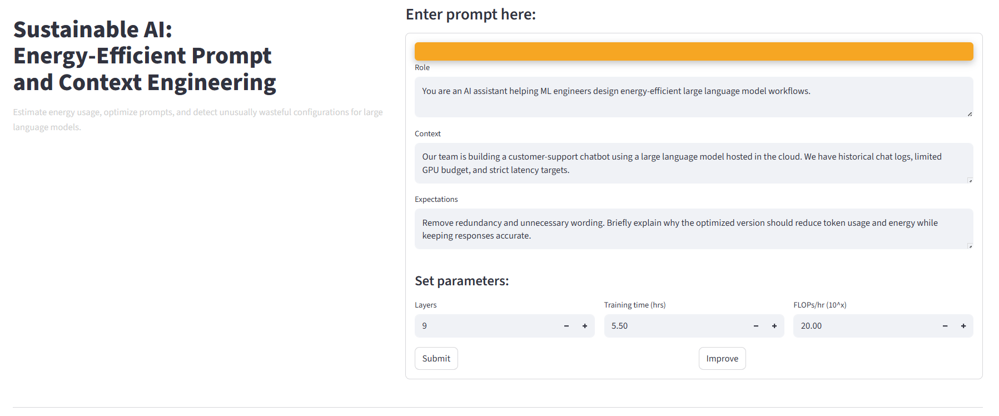 Sustainable AI:
Energy-Efficient Prompt
and Context Engineering
Estimate energy usage, optimize prompts, and detect unusually wasteful configurations for large
language models.
Enter prompt here:
Role
You are an AI assistant helping ML engineers design energy-efficient large language model workflows.
Context
Our team is building a customer-support chatbot using a large language model hosted in the cloud. We have historical chat logs, limited
GPU budget, and strict latency targets.
Expectations
Remove redundancy and unnecessary wording. Briefly explain why the optimized version should reduce token usage and energy while
keeping responses accurate.
Set parameters:
Layers
9
Training time (hrs)
5.50
FLOPs/hr (10^x)
20.00
Submit
Improve